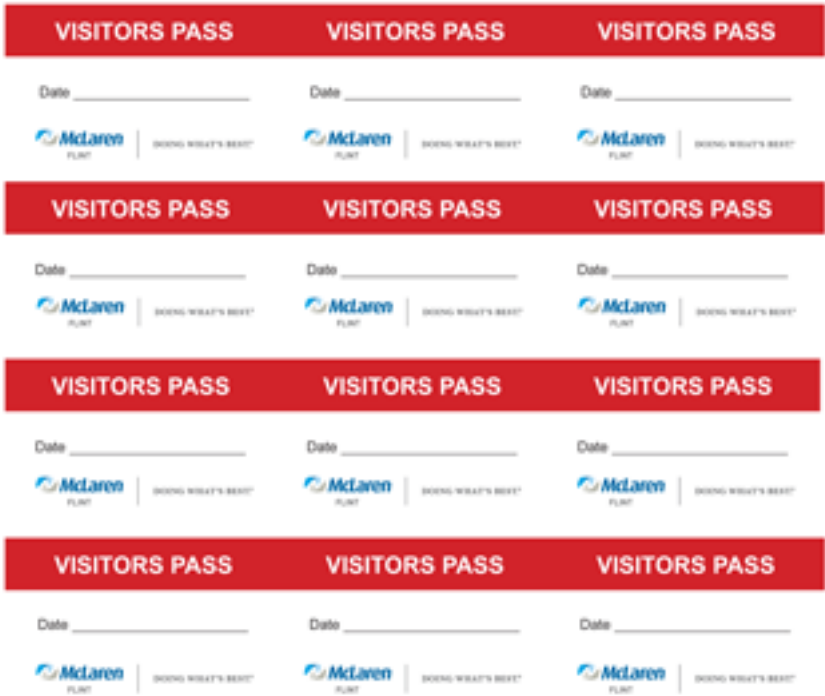 VISITORS PASS VISITORS PASS VISITORS PASS
Date Date Date
McLaren DOING WHAT'S BEST.® McLaren DOING WHAT'S BEST.® McLaren DOING WHAT'S BEST.®
FLINT FLINT FLINT
VISITORS PASS VISITORS PASS VISITORS PASS
Date Date Date
McLaren DOING WHAT'S BEST.® McLaren DOING WHAT'S BEST.® McLaren DOING WHAT'S BEST.®
FLINT FLINT FLINT
VISITORS PASS VISITORS PASS VISITORS PASS
Date Date Date
McLaren DOING WHAT'S BEST.® McLaren DOING WHAT'S BEST.® McLaren DOING WHAT'S BEST.®
FLINT FLINT FLINT
VISITORS PASS VISITORS PASS VISITORS PASS
Date Date Date
McLaren DOING WHAT'S BEST.® McLaren DOING WHAT'S BEST.® McLaren DOING WHAT'S BEST.®
FLINT FLINT FLINT